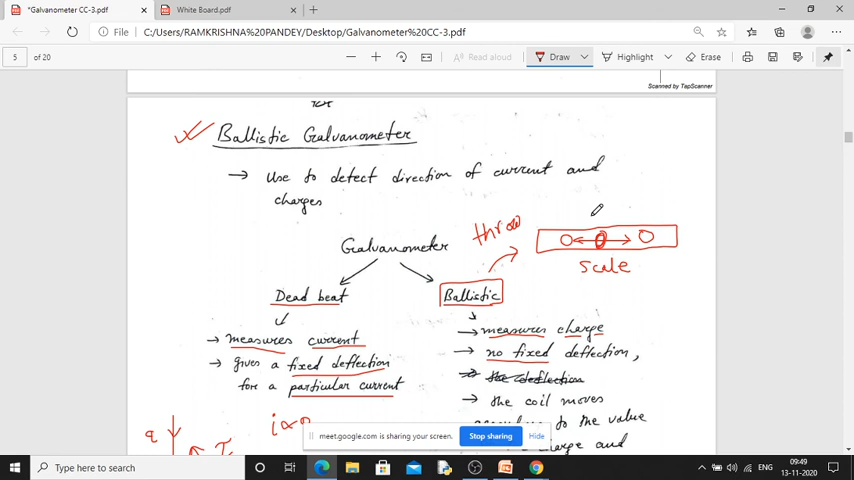 *Galvanometer CC-3.pdf
White Board.pdf
C:/Users/RAMKRISHNA%20PANDEY/Desktop/Galvanometer%20CC-3.pdf
5 of 20
Read aloud
Draw
Highlight
Erase
Scanned by TapScanner
Ballistic Galvanometer
→ Use to detect direction of current and
charges
Galvanometer
throw
scale
Dead beat
Ballistic
→ measures current
→ measures charge
→ gives a fixed deflection
→ no fixed deflection,
for a particular current
→ the deflection
→ the coil moves
according to the value
charge and
meet.google.com is sharing your screen.
Stop sharing
Hide
Type here to search
ENG
09:49
13-11-2020